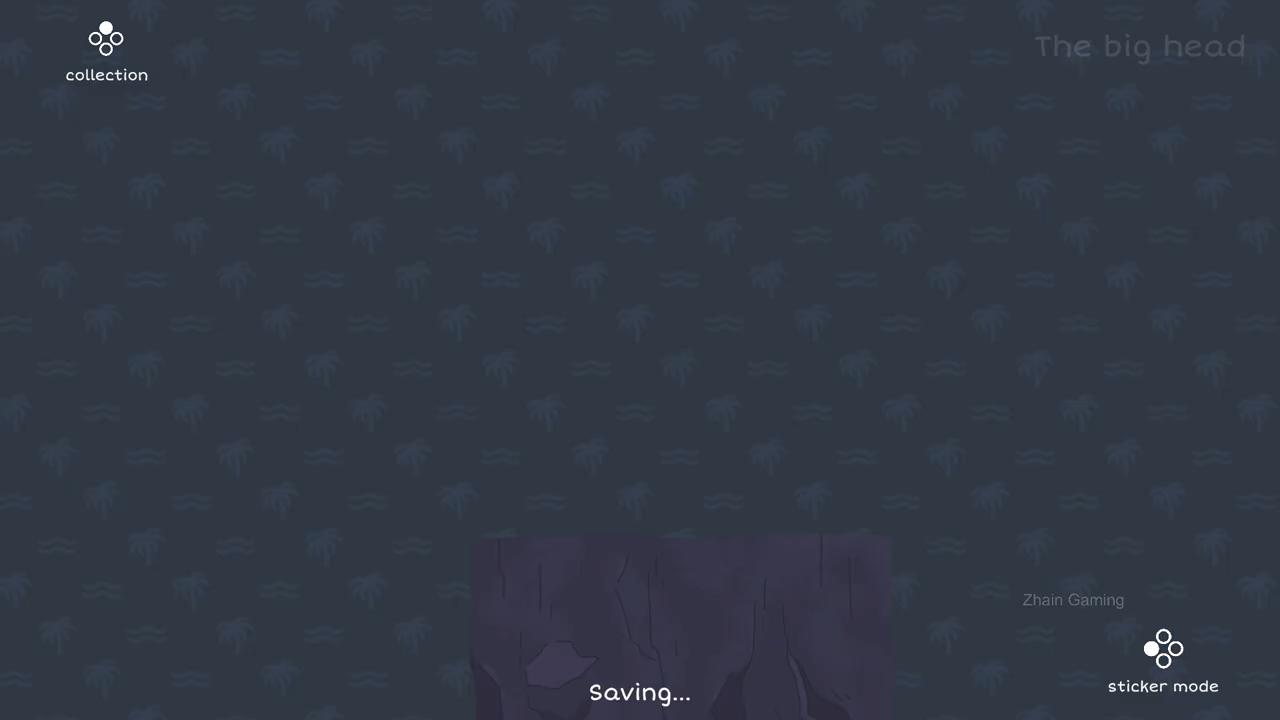 collection
The big head
Zhain Gaming
sticker mode
Saving...